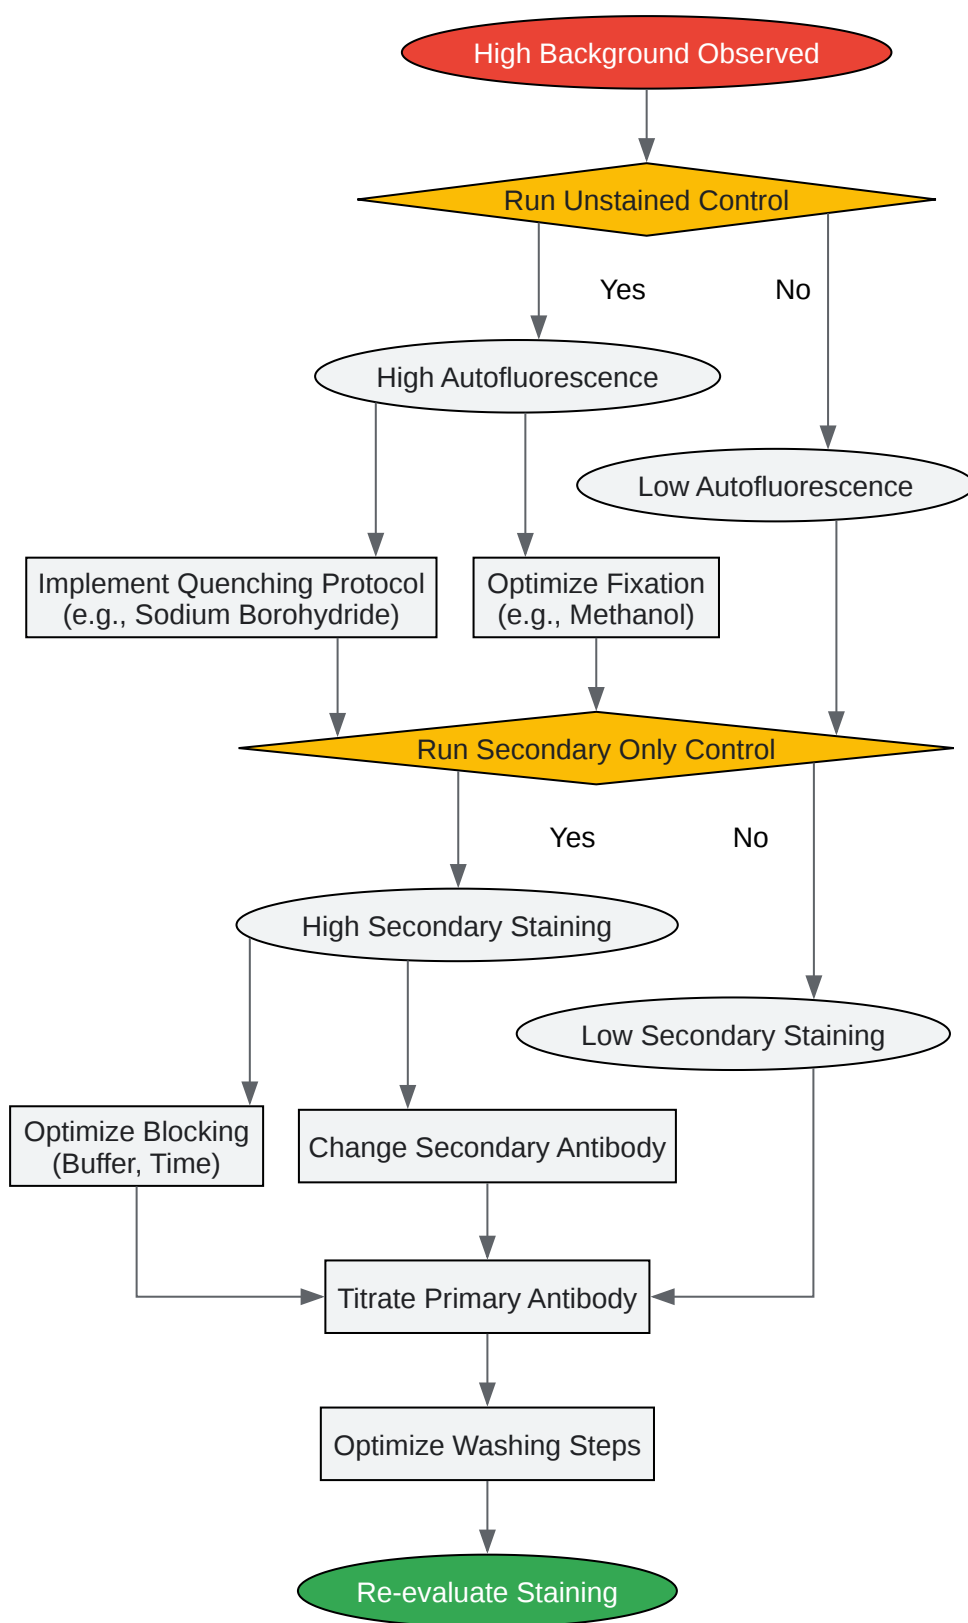 High Background Observed
Run Unstained Control
Yes
No
High Autofluorescence
Low Autofluorescence
Implement Quenching Protocol
(e.g., Sodium Borohydride)
Optimize Fixation
(e.g., Methanol)
Run Secondary Only Control
Yes
No
High Secondary Staining
Low Secondary Staining
Optimize Blocking
(Buffer, Time)
Change Secondary Antibody
Titrate Primary Antibody
Optimize Washing Steps
Re-evaluate Staining